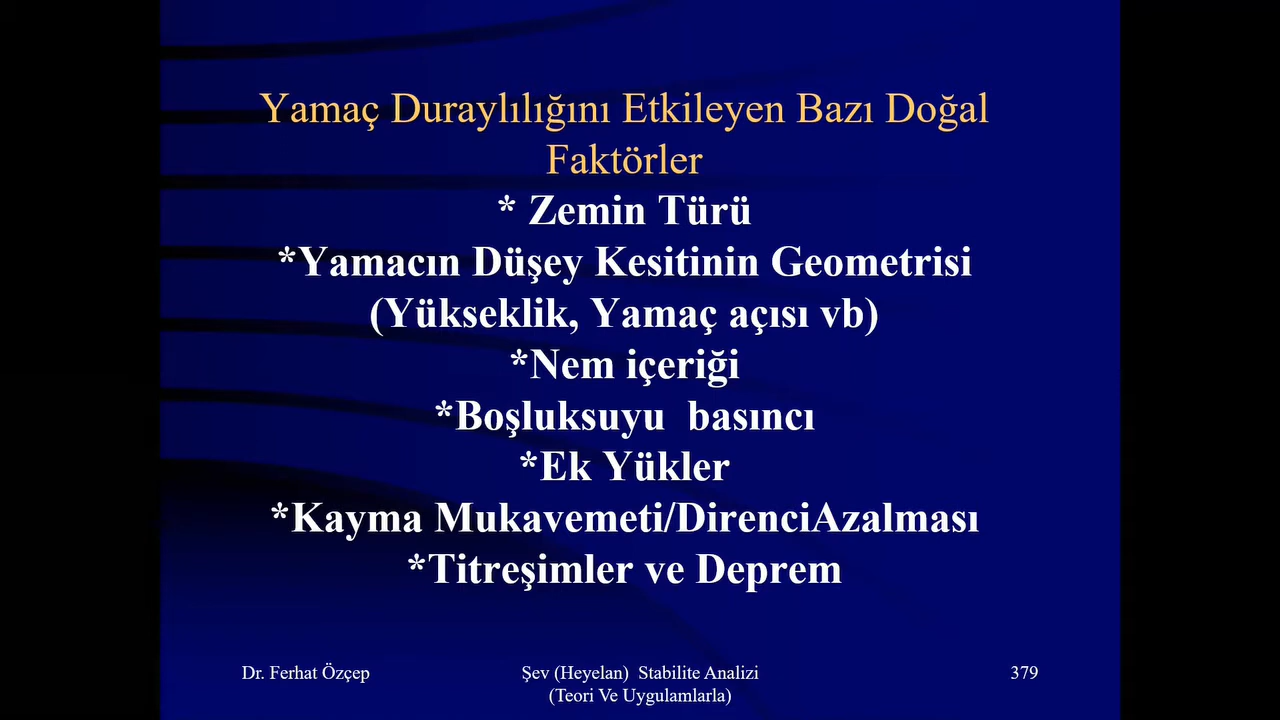 Yamaç Duraylılığını Etkileyen Bazı Doğal
Faktörler
* Zemin Türü
*Yamacın Düşey Kesitinin Geometrisi
(Yükseklik, Yamaç açısı vb)
*Nem içeriği
*Boşluksuyu  basıncı
*Ek Yükler
*Kayma Mukavemeti/DirenciAzalması
*Titreşimler ve Deprem
Dr. Ferhat Özçep
Şev (Heyelan)  Stabilite Analizi
(Teori Ve Uygulamlarla)
379